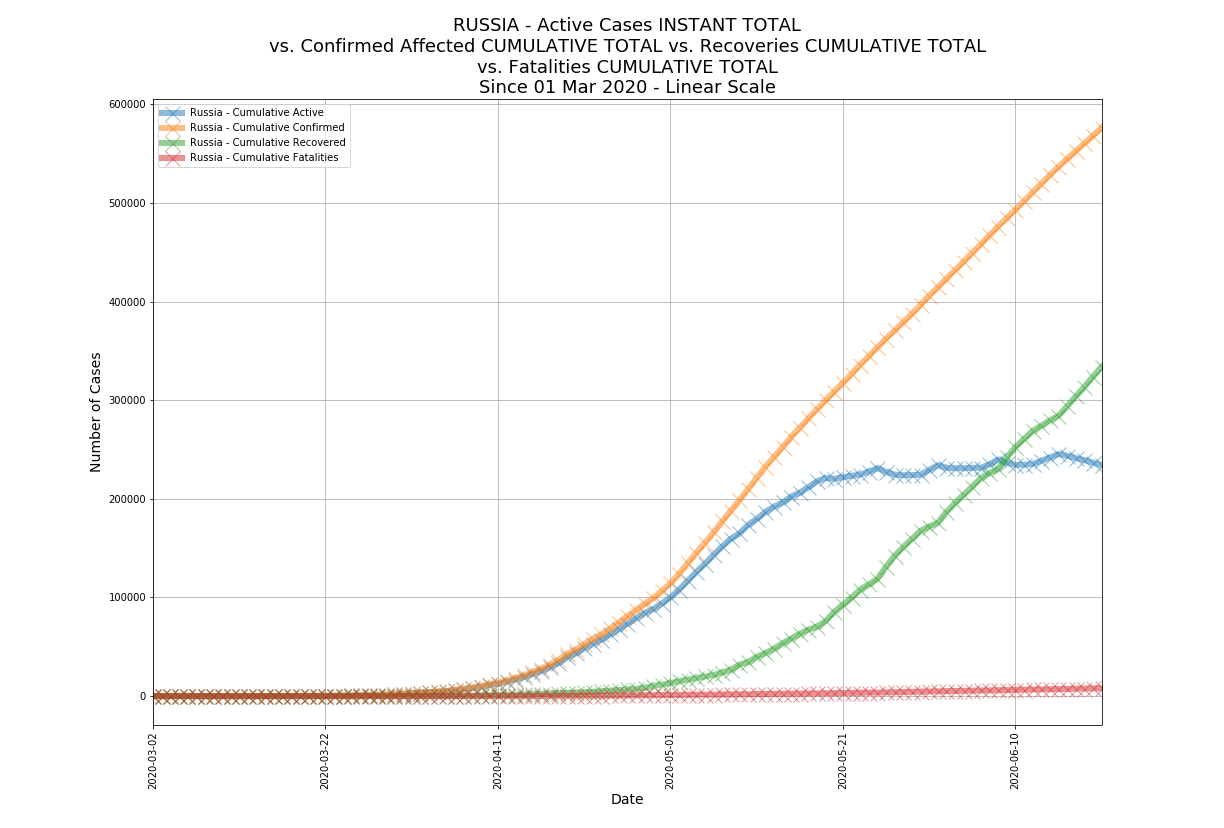 RUSSIA - Active Cases INSTANT TOTAL
vs. Confirmed Affected CUMULATIVE TOTAL vs. Recoveries CUMULATIVE TOTAL
vs. Fatalities CUMULATIVE TOTAL
Since 01 Mar 2020 - Linear Scale
Russia - Cumulative Active
Russia - Cumulative Confirmed
Russia - Cumulative Recovered
Russia - Cumulative Fatalities
Number of Cases
600000
500000
400000
300000
200000
100000
0
2020-03-02
2020-03-22
2020-04-11
2020-05-01
2020-05-21
2020-06-10
Date